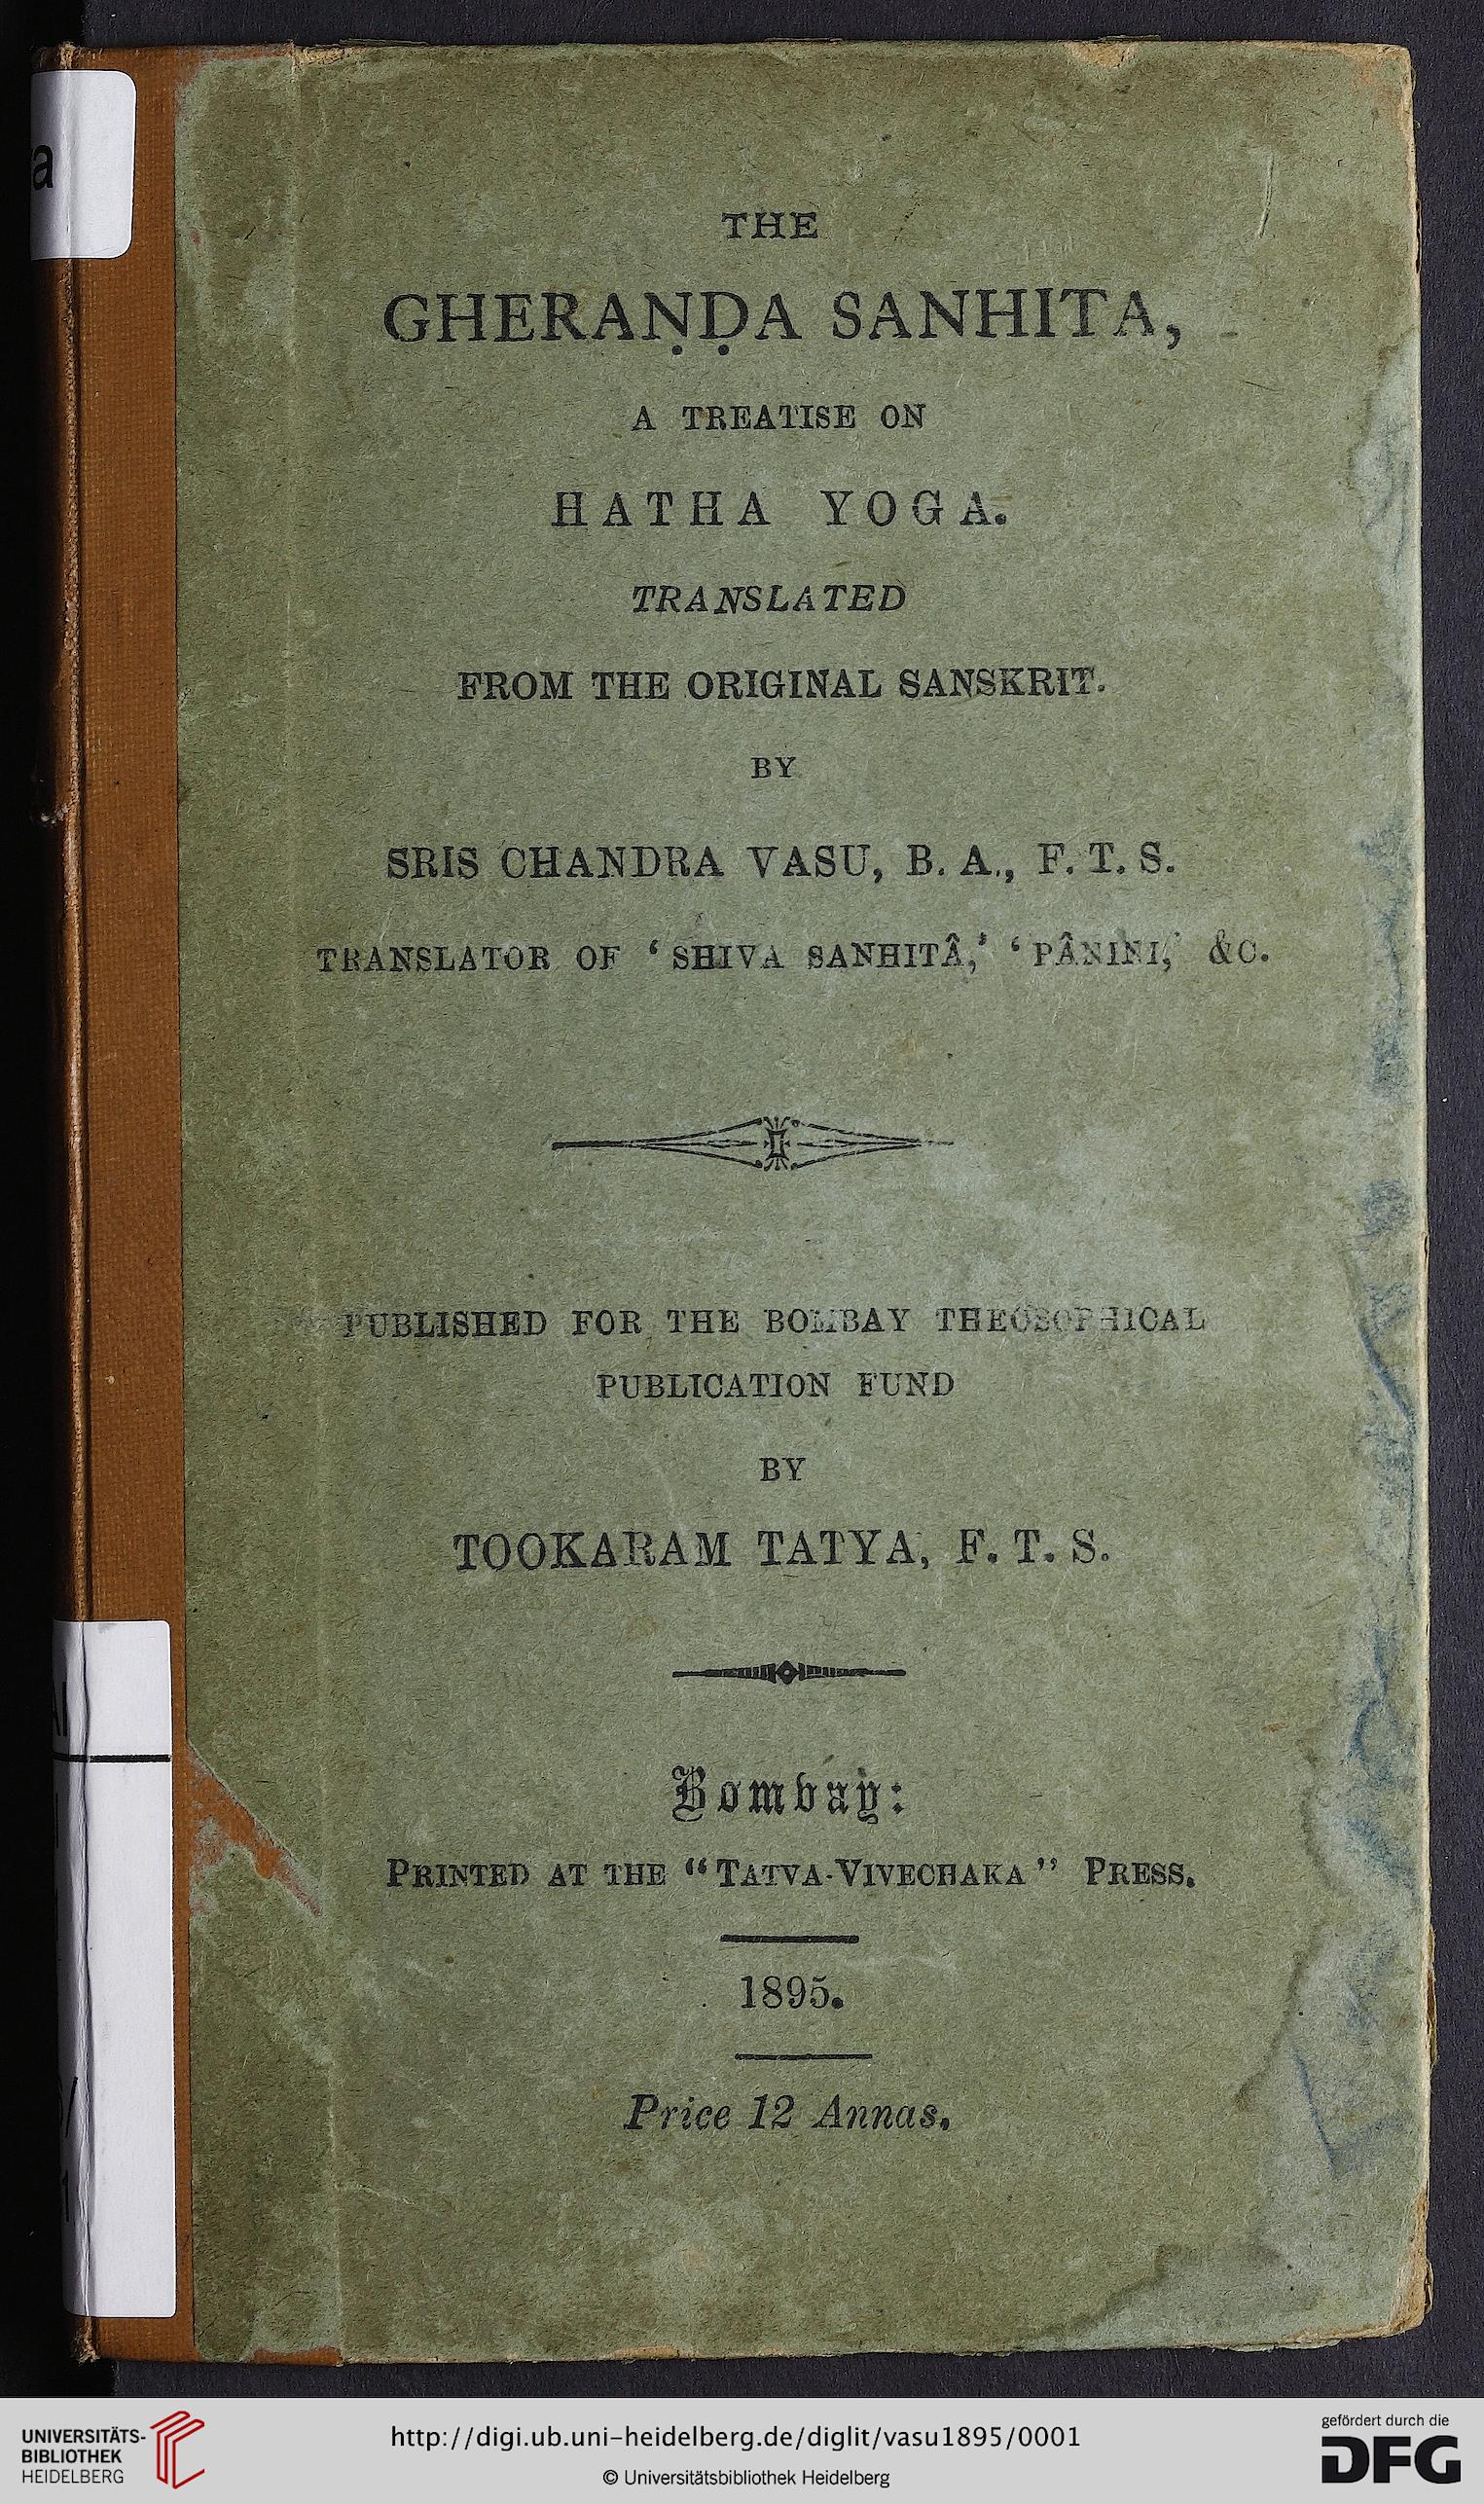 THE
GHERAṆḌA SANHITA,
A TREATISE ON
HATHA YOGA.
TRANSLATED
FROM THE ORIGINAL SANSKRIT.
BY
SRIS CHANDRA VASU, B. A., F. T. S.
TRANSLATOR OF ‘SHIVA SANHITÂ,’ ‘PÂNINI,’ &C.
PUBLISHED FOR THE BOMBAY THEOSOPHICAL
PUBLICATION FUND
BY
TOOKARAM TATYA, F. T. S.
Bombay:
PRINTED AT THE “TATVA-VIVECHAKA” PRESS.
1895.
Price 12 Annas.
UNIVERSITÄTS-
BIBLIOTHEK
HEIDELBERG
http://digi.ub.uni-heidelberg.de/diglit/vasu1895/0001
© Universitätsbibliothek Heidelberg
gefördert durch die
DFG